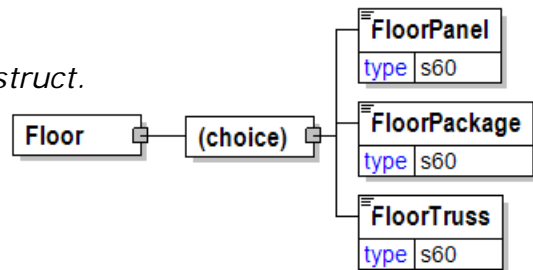 FloorPanel
type s60
struct.
FloorPackage
type s60
Floor
(choice)
FloorTruss
type s60